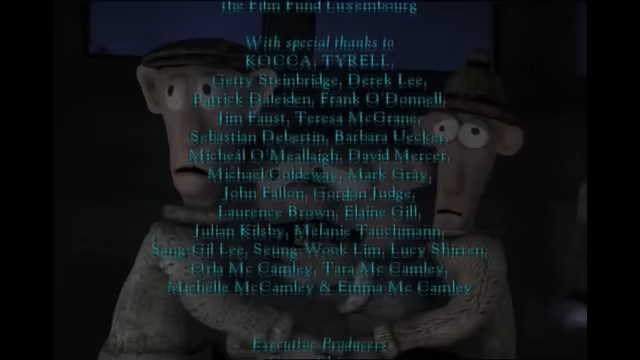 the Film Fund Luxembourg
With special thanks to
KOCCA, TYRELL,
Getty Steinbridge, Derek Lee,
Patrick Daleiden, Frank O'Donnell,
Jim Faust, Teresa McGrane,
Sebastian Debertin, Barbara Uecker,
Micheál O'Meallaigh, David Mercer,
Michael Coldeway, Mark Gray,
John Fallon, Gordon Judge,
Laurence Brown, Elaine Gill,
Julian Kilsby, Melanie Tauchmann,
Sang-Gil Lee, Seung-Wook Lim, Lucy Shirren,
Orla Mc Camley, Tara Mc Camley,
Michelle McCamley & Emma Mc Camley
Executive Producers